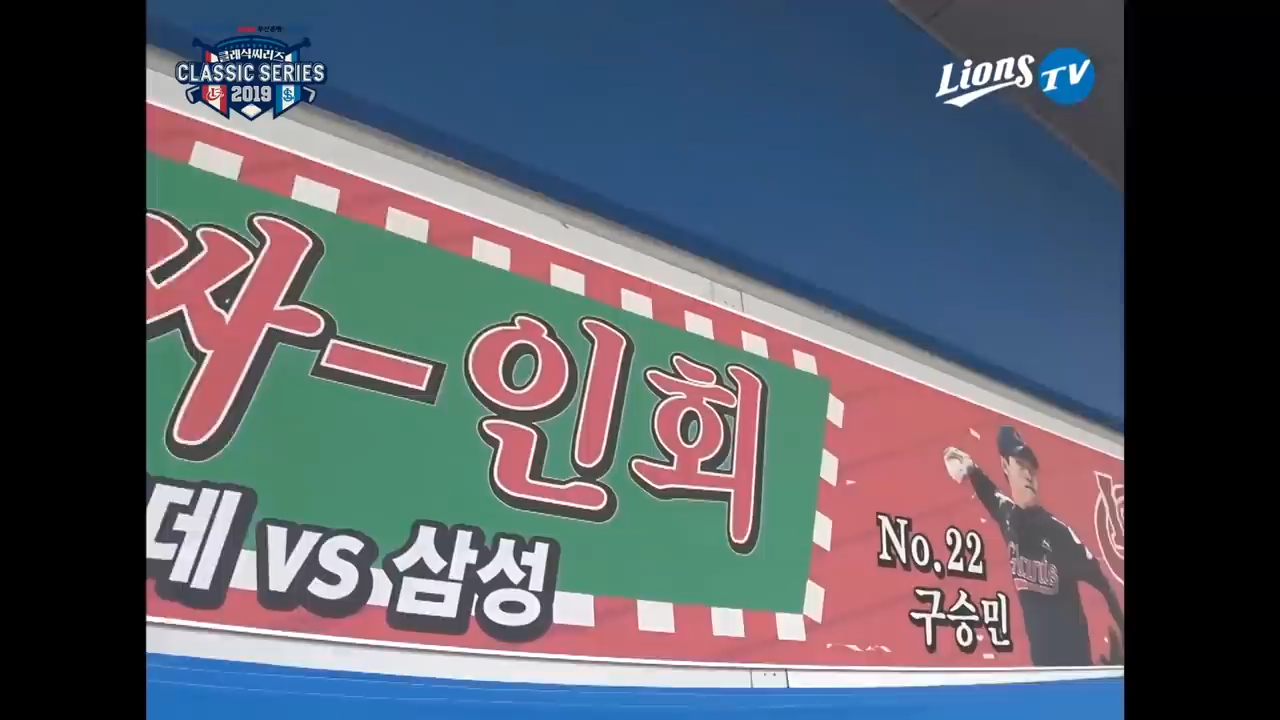 클래식씨리즈
CLASSIC SERIES
2019
Lions TV
싸-인회
데 vs 삼성
No.22
구승민
Giants